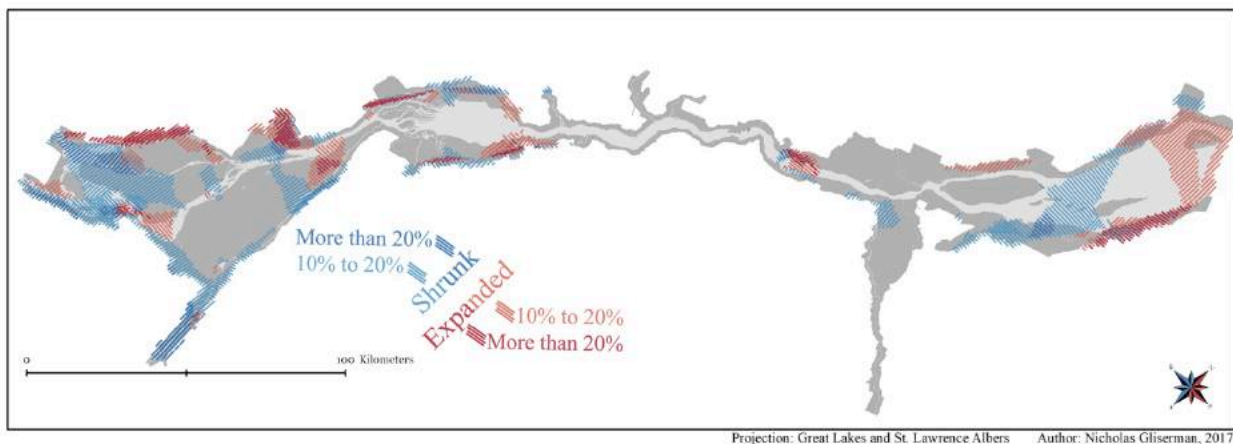 More than 20%
10% to 20%
Shrunk
Expanded
10% to 20%
More than 20%
0
100 Kilometers
Projection: Great Lakes and St. Lawrence Albers Author: Nicholas Gliserman, 2017